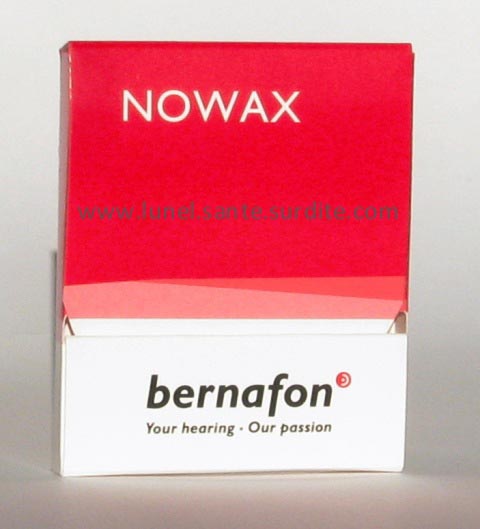 NOWAX
www.lunel.sante.surdite.com
bernafon
Your hearing • Our passion